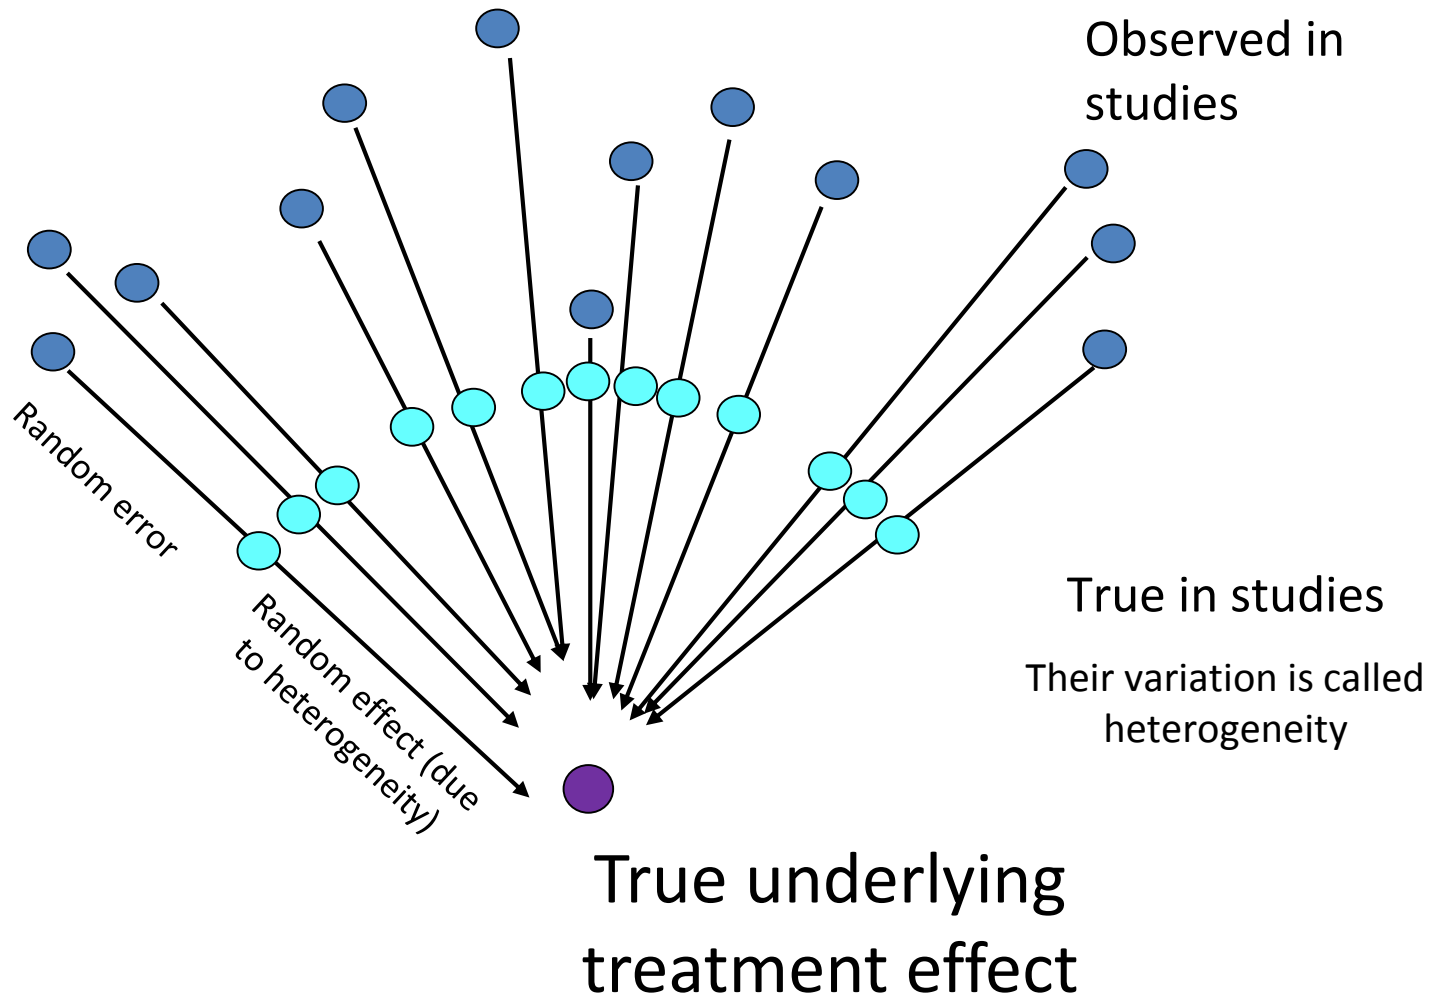 Observed in
studies
Random error
Random effect (due
to heterogeneity)
True in studies
Their variation is called
heterogeneity
True underlying
treatment effect